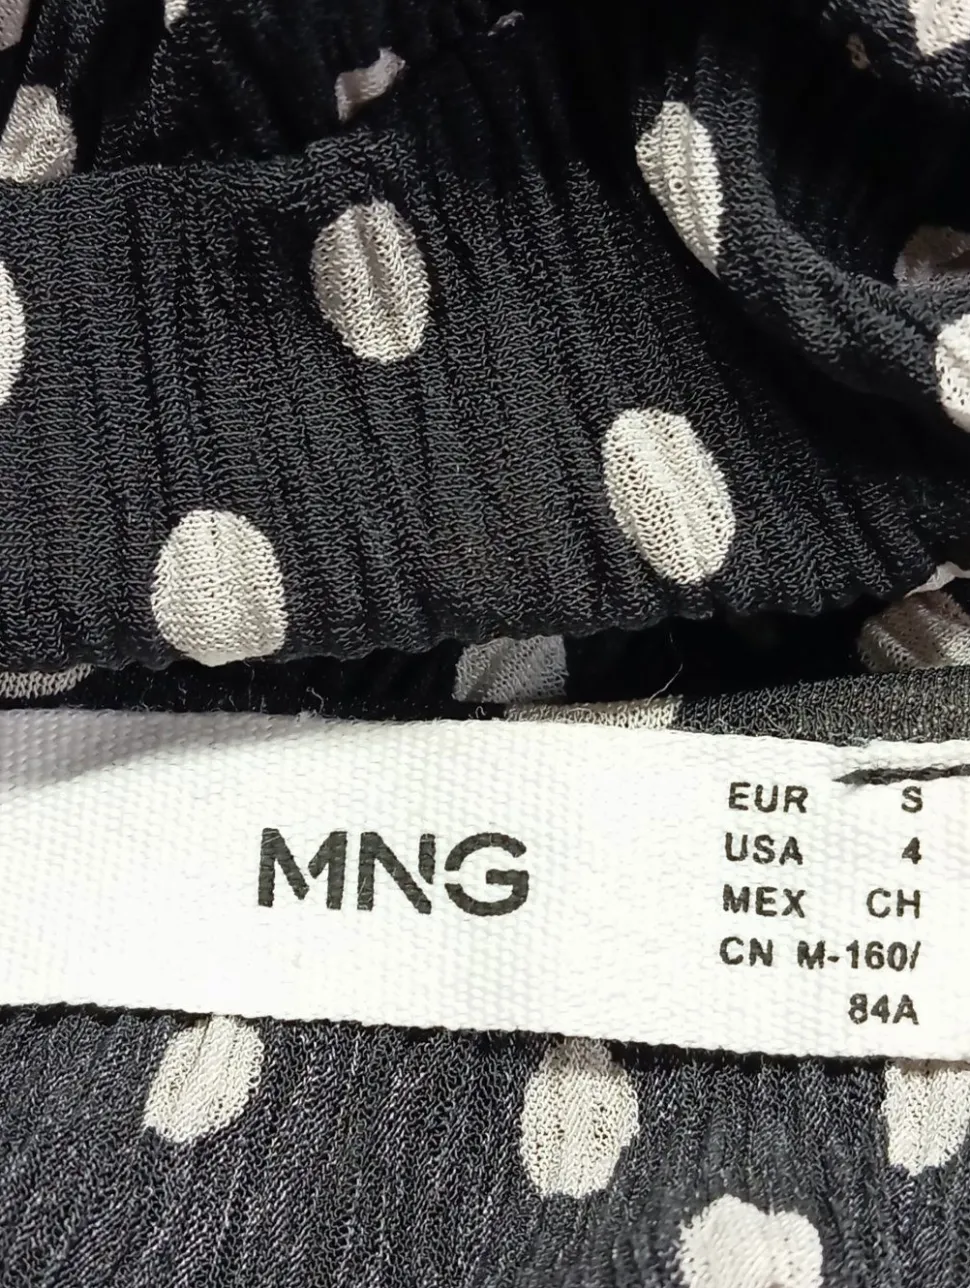 MNG
EUR S
USA 4
MEX CH
CN M-160/
84A